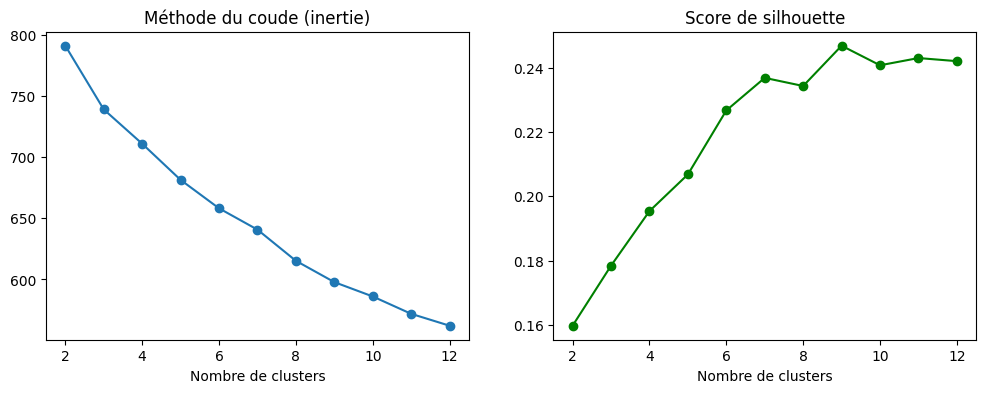 Méthode du coude (inertie)
800
750
700
650
600
2 4 6 8 10 12
Nombre de clusters
Score de silhouette
0.24
0.22
0.20
0.18
0.16
2 4 6 8 10 12
Nombre de clusters